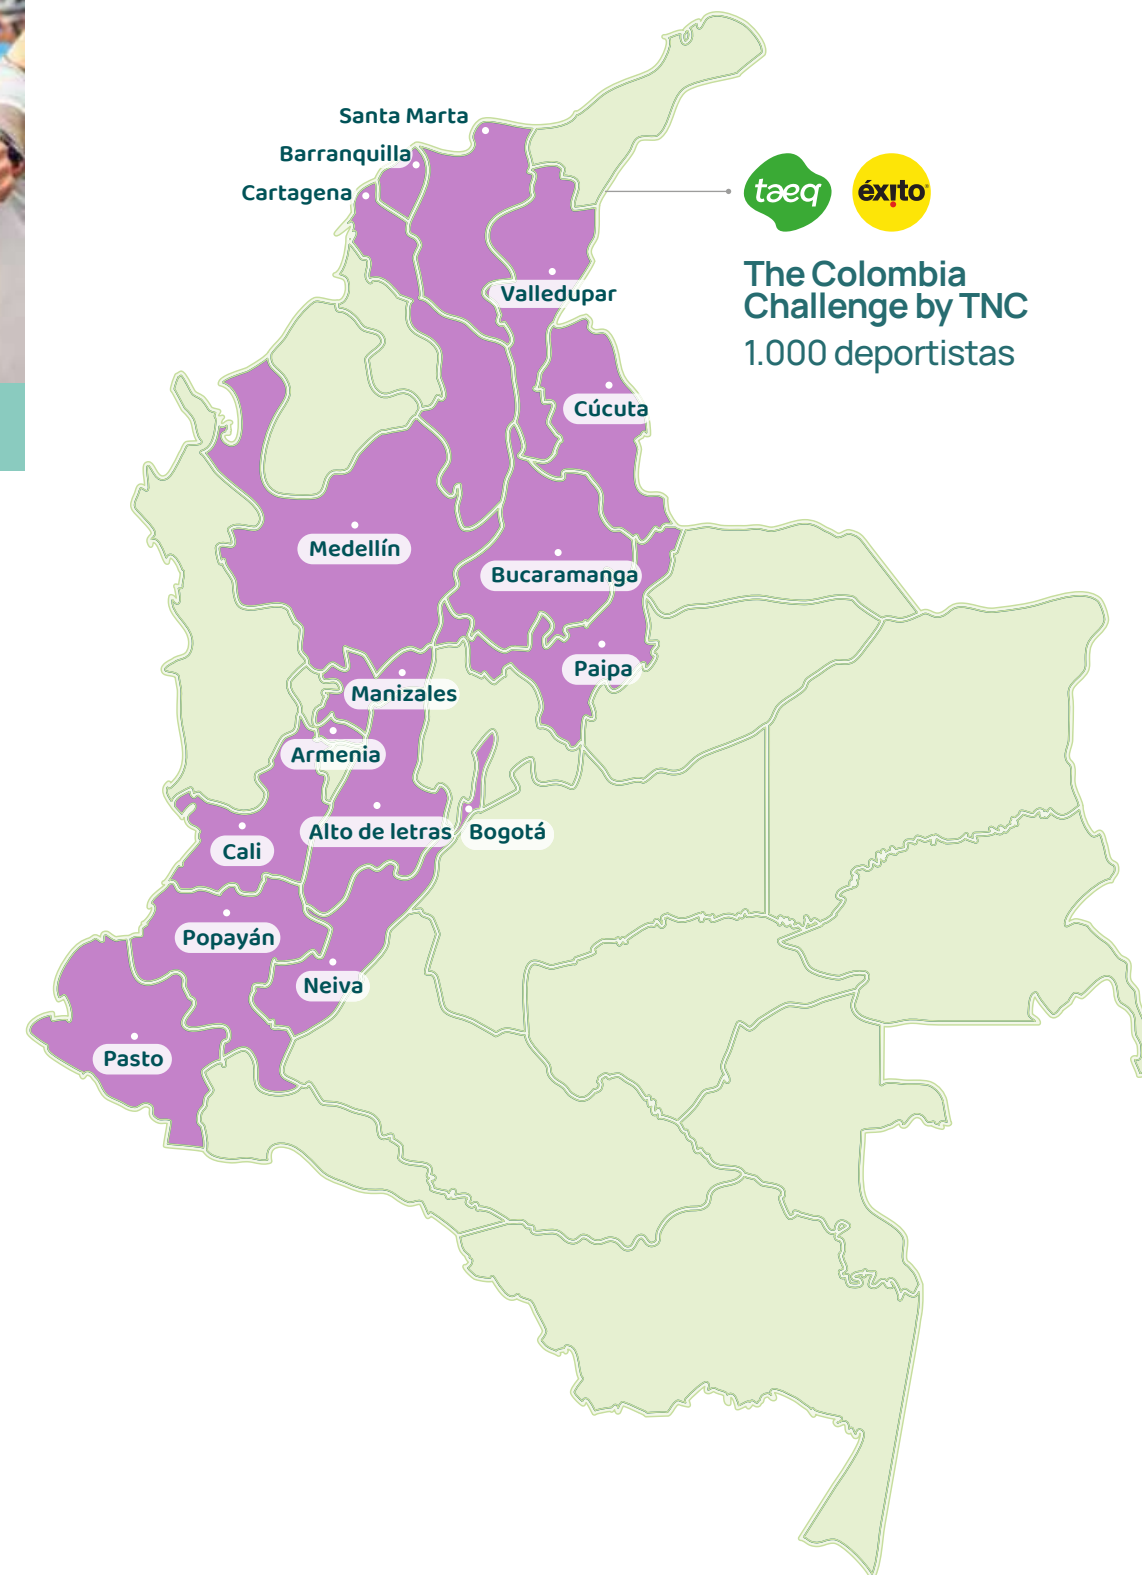 Santa Marta
Barranquilla
Cartagena
taeq
éxito
The Colombia
Challenge by TNC
1.000 deportistas
Valledupar
Cúcuta
Medellín
Bucaramanga
Paipa
Manizales
Armenia
Alto de letras
Bogotá
Cali
Popayán
Neiva
Pasto